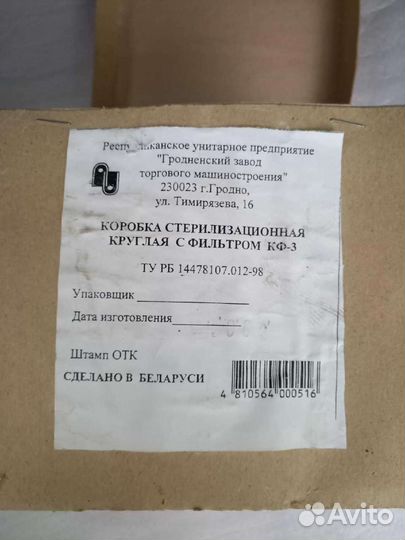 Республиканское унитарное предприятие
"Гродненский завод
торгового машиностроения"
230023 г.Гродно,
ул. Тимирязева, 16
КОРОБКА СТЕРИЛИЗАЦИОННАЯ
КРУГЛАЯ С ФИЛЬТРОМ КФ-3
ТУ РБ 14478107.012-98
Упаковщик
Дата изготовления
Штамп ОТК
СДЕЛАНО В БЕЛАРУСИ
4 810564 000516
Avito